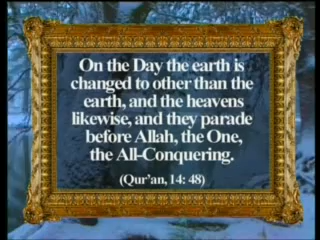 On the Day the earth is
changed to other than the
earth, and the heavens
likewise, and they parade
before Allah, the One,
the All-Conquering.
(Qur'an, 14: 48)